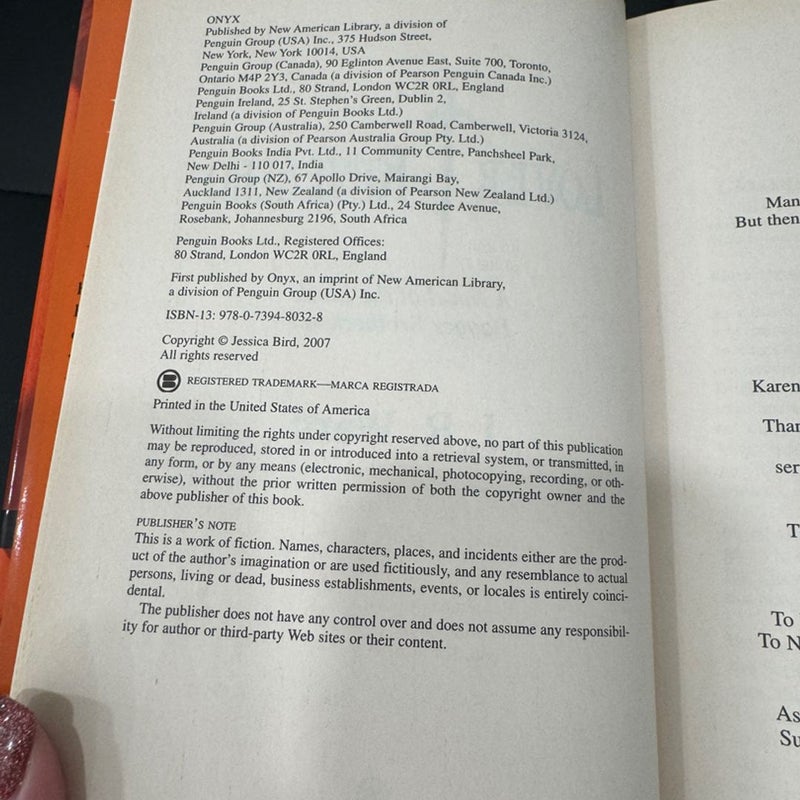 ONYX
Published by New American Library, a division of
Penguin Group (USA) Inc., 375 Hudson Street,
New York, New York 10014, USA
Penguin Group (Canada), 90 Eglinton Avenue East, Suite 700, Toronto,
Ontario M4P 2Y3, Canada (a division of Pearson Penguin Canada Inc.)
Penguin Books Ltd., 80 Strand, London WC2R 0RL, England
Penguin Ireland, 25 St. Stephen's Green, Dublin 2,
Ireland (a division of Penguin Books Ltd.)
Penguin Group (Australia), 250 Camberwell Road, Camberwell, Victoria 3124,
Australia (a division of Pearson Australia Group Pty. Ltd.)
Penguin Books India Pvt. Ltd., 11 Community Centre, Panchsheel Park,
New Delhi - 110 017, India
Penguin Group (NZ), 67 Apollo Drive, Mairangi Bay,
Auckland 1311, New Zealand (a division of Pearson New Zealand Ltd.)
Penguin Books (South Africa) (Pty.) Ltd., 24 Sturdee Avenue,
Rosebank, Johannesburg 2196, South Africa
Penguin Books Ltd., Registered Offices:
80 Strand, London WC2R 0RL, England
First published by Onyx, an imprint of New American Library,
a division of Penguin Group (USA) Inc.
ISBN-13: 978-0-7394-8032-8
Copyright © Jessica Bird, 2007
All rights reserved
REGISTERED TRADEMARK—MARCA REGISTRADA
Printed in the United States of America
Without limiting the rights under copyright reserved above, no part of this publication
may be reproduced, stored in or introduced into a retrieval system, or transmitted, in
any form, or by any means (electronic, mechanical, photocopying, recording, or oth-
erwise), without the prior written permission of both the copyright owner and the
above publisher of this book.
PUBLISHER'S NOTE
This is a work of fiction. Names, characters, places, and incidents either are the prod-
uct of the author's imagination or are used fictitiously, and any resemblance to actual
persons, living or dead, business establishments, events, or locales is entirely coinci-
dental.
The publisher does not have any control over and does not assume any responsibil-
ity for author or third-party Web sites or their content.
Man
But then
Karen
Than
ser
T
To
To N
As
Su